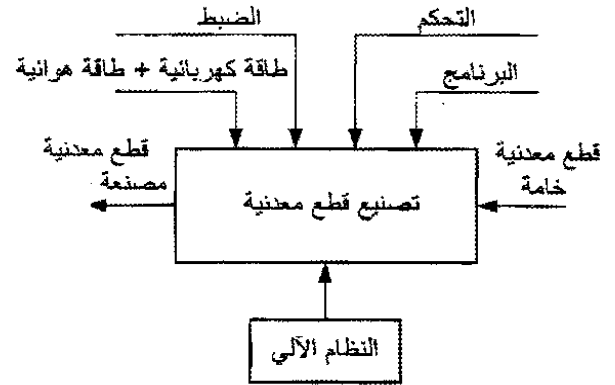 التحكم
الضبط
البرنامج
طاقة كهربائية + طاقة هوائية
قطع معدنية
خامة
تصنيع قطع معدنية
قطع معدنية
مصنعة
النظام الآلي